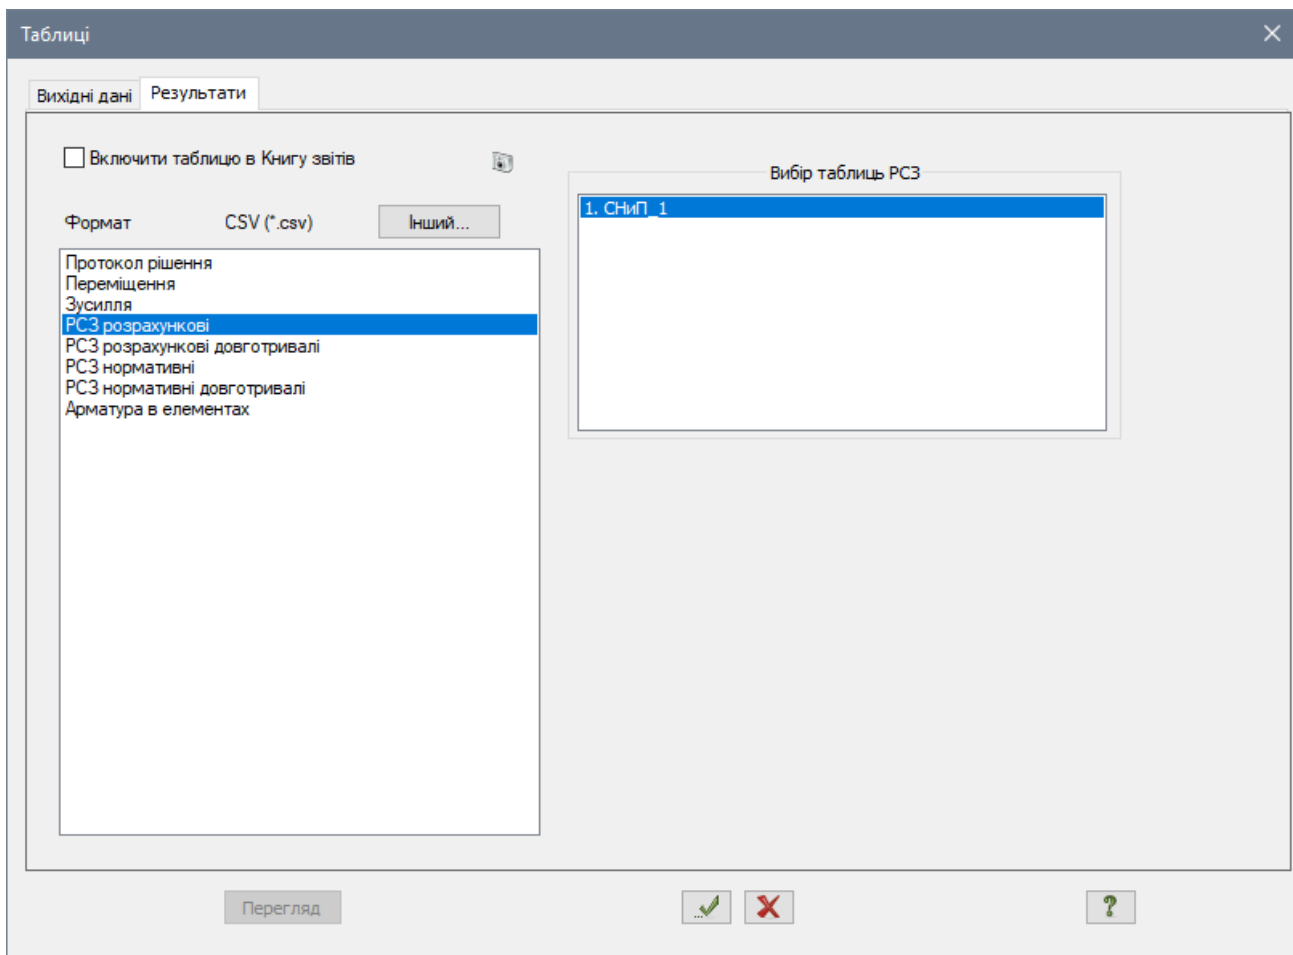 Таблиці
Вихідні дані
Результати
Включити таблицю в Книгу звітів
Формат CSV (*.csv) Інший...
Протокол рішення
Переміщення
Зусилля
РСЗ розрахункові
РСЗ розрахункові довготривалі
РСЗ нормативні
РСЗ нормативні довготривалі
Арматура в елементах
Вибір таблиць РСЗ
1. СНиП_1
Перегляд
?